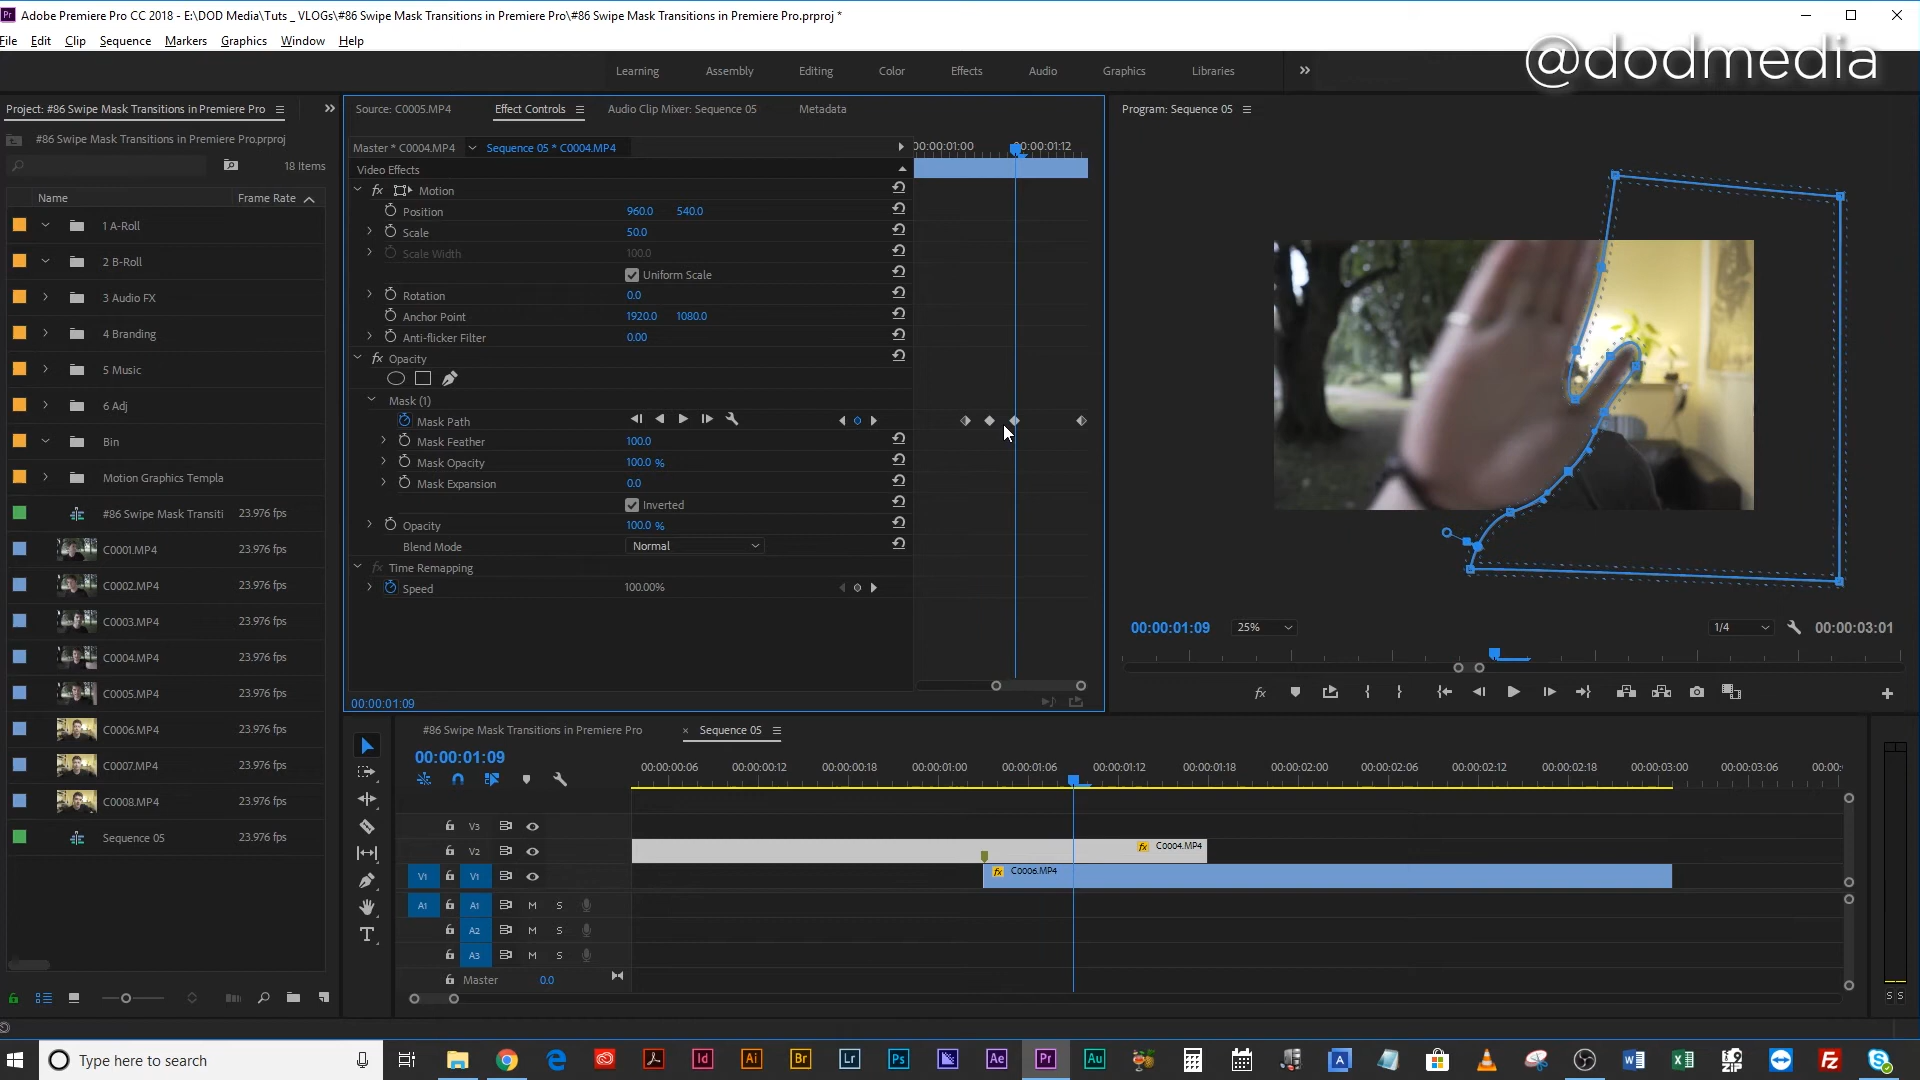 Adobe Premiere Pro CC 2018 - E:\DOD Media\Tuts _ VLOGs\#86 Swipe Mask Transitions in Premiere Pro\#86 Swipe Mask Transitions in Premiere Pro.prproj *
File Edit Clip Sequence Markers Graphics Window Help
@dodmedia
Learning Assembly Editing Color Effects Audio Graphics Libraries
Project: #86 Swipe Mask Transitions in Premiere Pro
Source: C0005.MP4 Effect Controls Audio Clip Mixer: Sequence 05 Metadata
Program: Sequence 05
#86 Swipe Mask Transitions in Premiere Pro.prproj
18 Items
Name Frame Rate
1 A-Roll
2 B-Roll
3 Audio FX
4 Branding
5 Music
6 Adj
Bin
Motion Graphics Templa
#86 Swipe Mask Transiti 23.976 fps
C0001.MP4 23.976 fps
C0002.MP4 23.976 fps
C0003.MP4 23.976 fps
C0004.MP4 23.976 fps
C0005.MP4 23.976 fps
C0006.MP4 23.976 fps
C0007.MP4 23.976 fps
C0008.MP4 23.976 fps
Sequence 05 23.976 fps
Master * C0004.MP4 Sequence 05 * C0004.MP4
00:00:01:00 00:00:01:12
Video Effects
fx Motion
Position 960.0 540.0
Scale 50.0
Scale Width 100.0
Uniform Scale
Rotation 0.0
Anchor Point 1920.0 1080.0
Anti-flicker Filter 0.00
fx Opacity
Mask (1)
Mask Path
Mask Feather 100.0
Mask Opacity 100.0 %
Mask Expansion 0.0
Inverted
Opacity 100.0 %
Blend Mode Normal
fx Time Remapping
Speed 100.00%
00:00:01:09
00:00:01:09 25% 1/4 00:00:03:01
fx
#86 Swipe Mask Transitions in Premiere Pro × Sequence 05
00:00:01:09
00:00:00:06 00:00:00:12 00:00:00:18 00:00:01:00 00:00:01:06 00:00:01:12 00:00:01:18 00:00:02:00 00:00:02:06 00:00:02:12 00:00:02:18 00:00:03:00 00:00:03:06 00:00:
V3
V2 fx C0004.MP4
V1 V1 fx C0006.MP4
A1 A1 M S
A2 M S
A3 M S
Master 0.0
T
S S
Type here to search
Id Ai Br Lr Ps Ae Pr Au